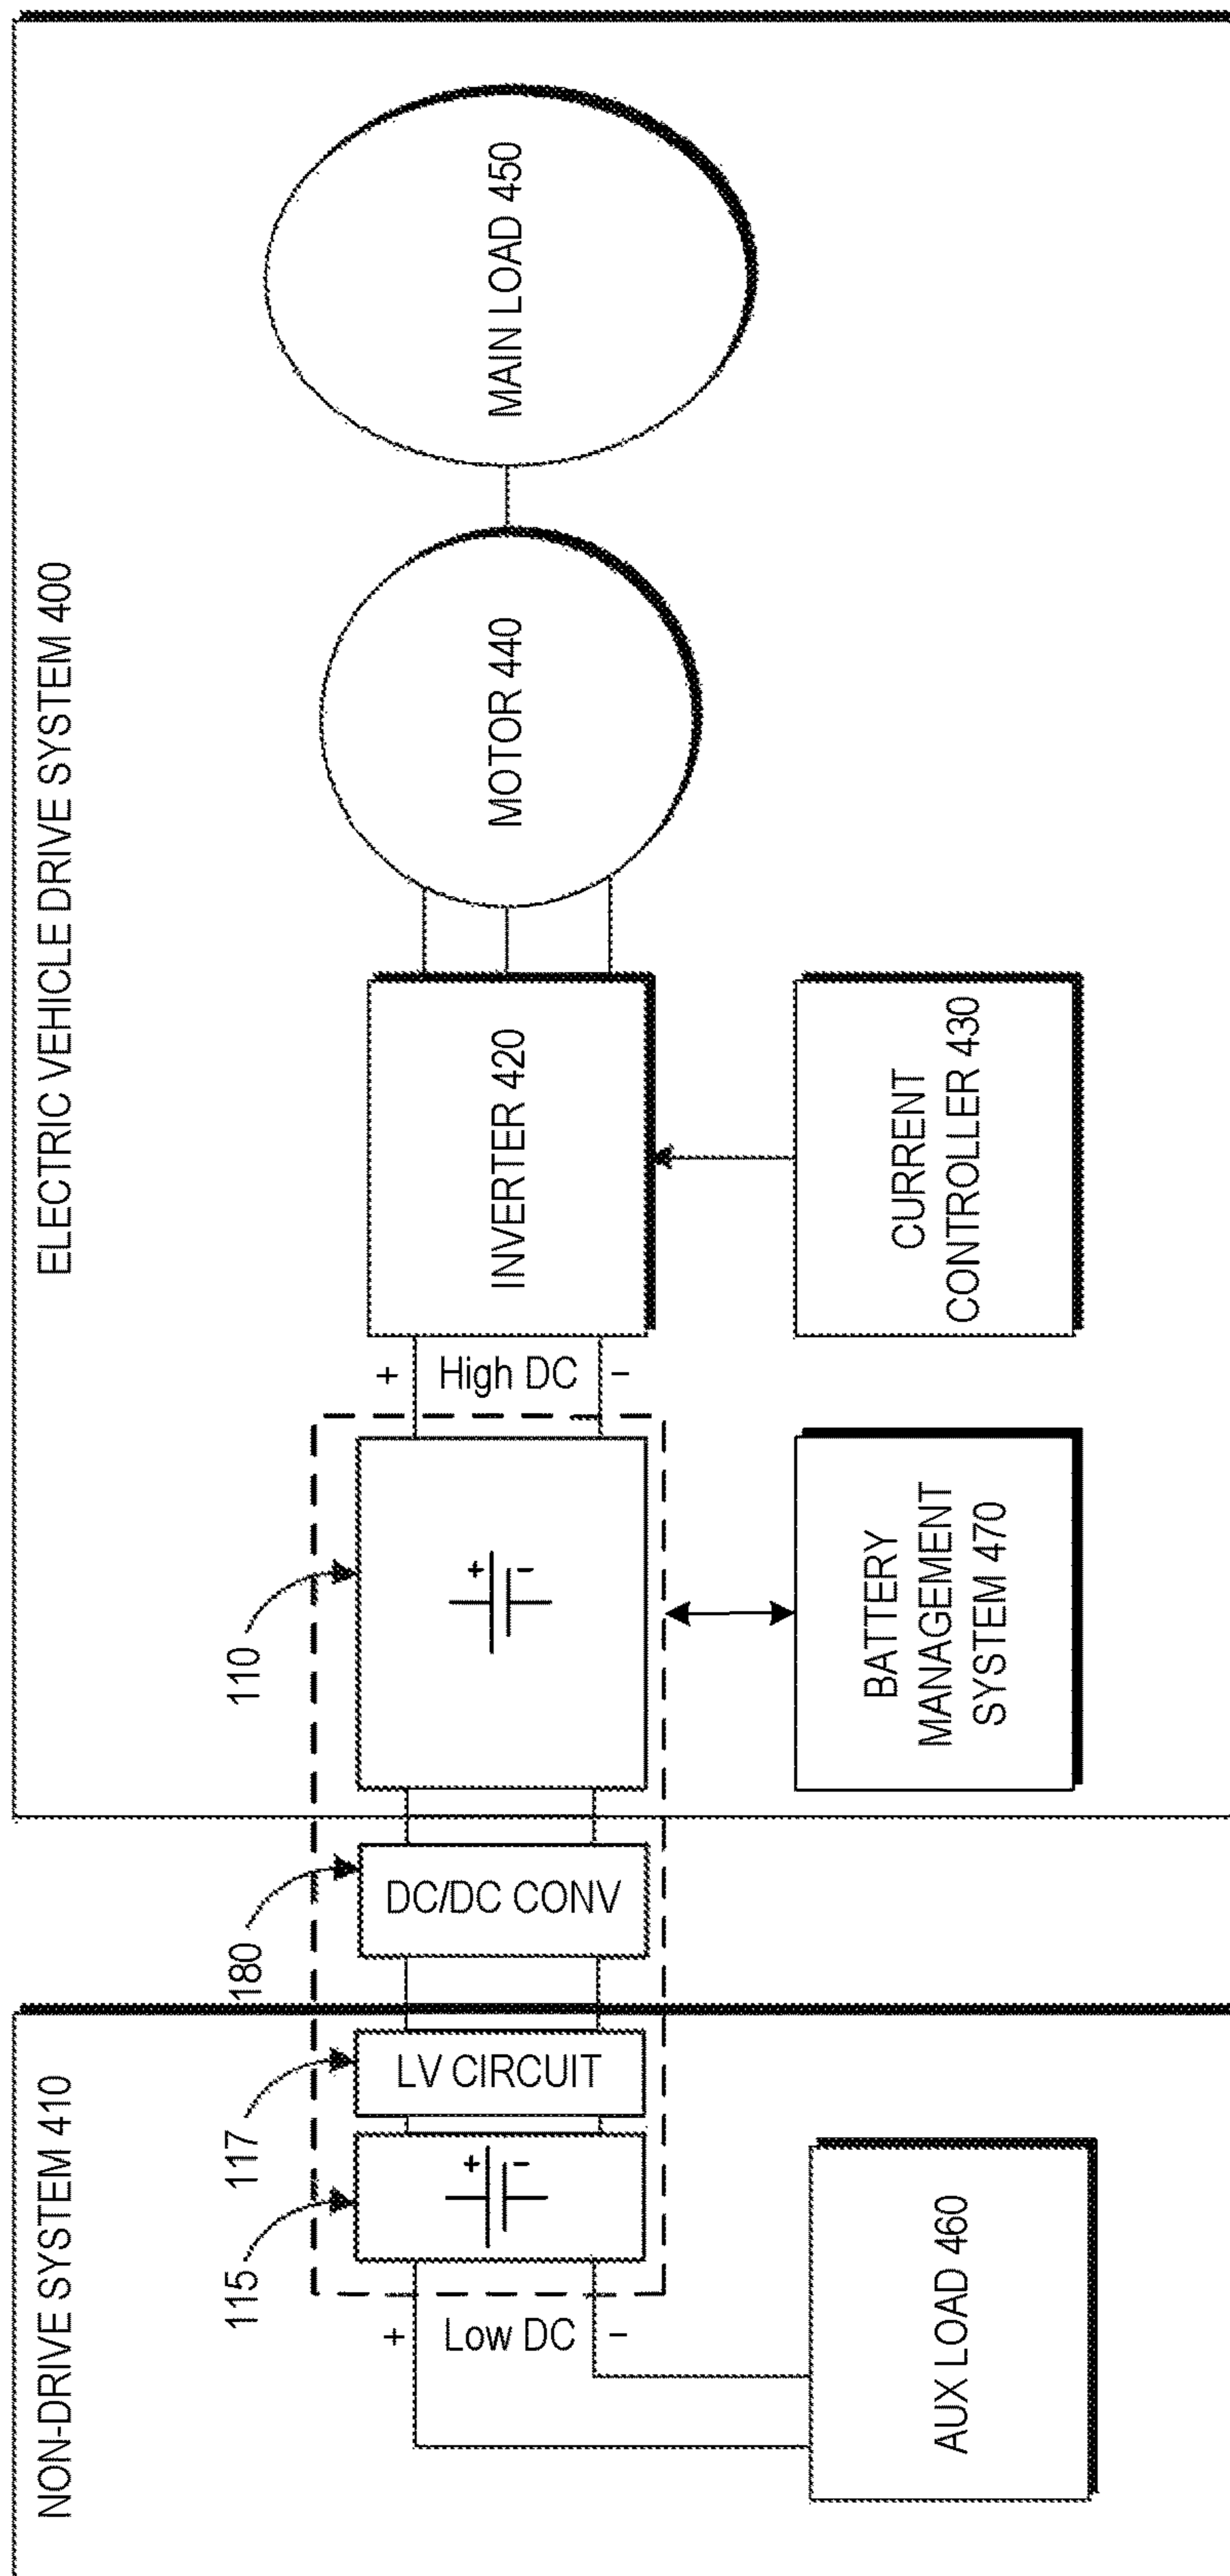 NON-DRIVE SYSTEM 410
ELECTRIC VEHICLE DRIVE SYSTEM 400
115
117
180
110
+
Low DC
−
+
−
LV CIRCUIT
DC/DC CONV
+
−
+
High DC
−
INVERTER 420
MOTOR 440
MAIN LOAD 450
AUX LOAD 460
BATTERY
MANAGEMENT
SYSTEM 470
CURRENT
CONTROLLER 430